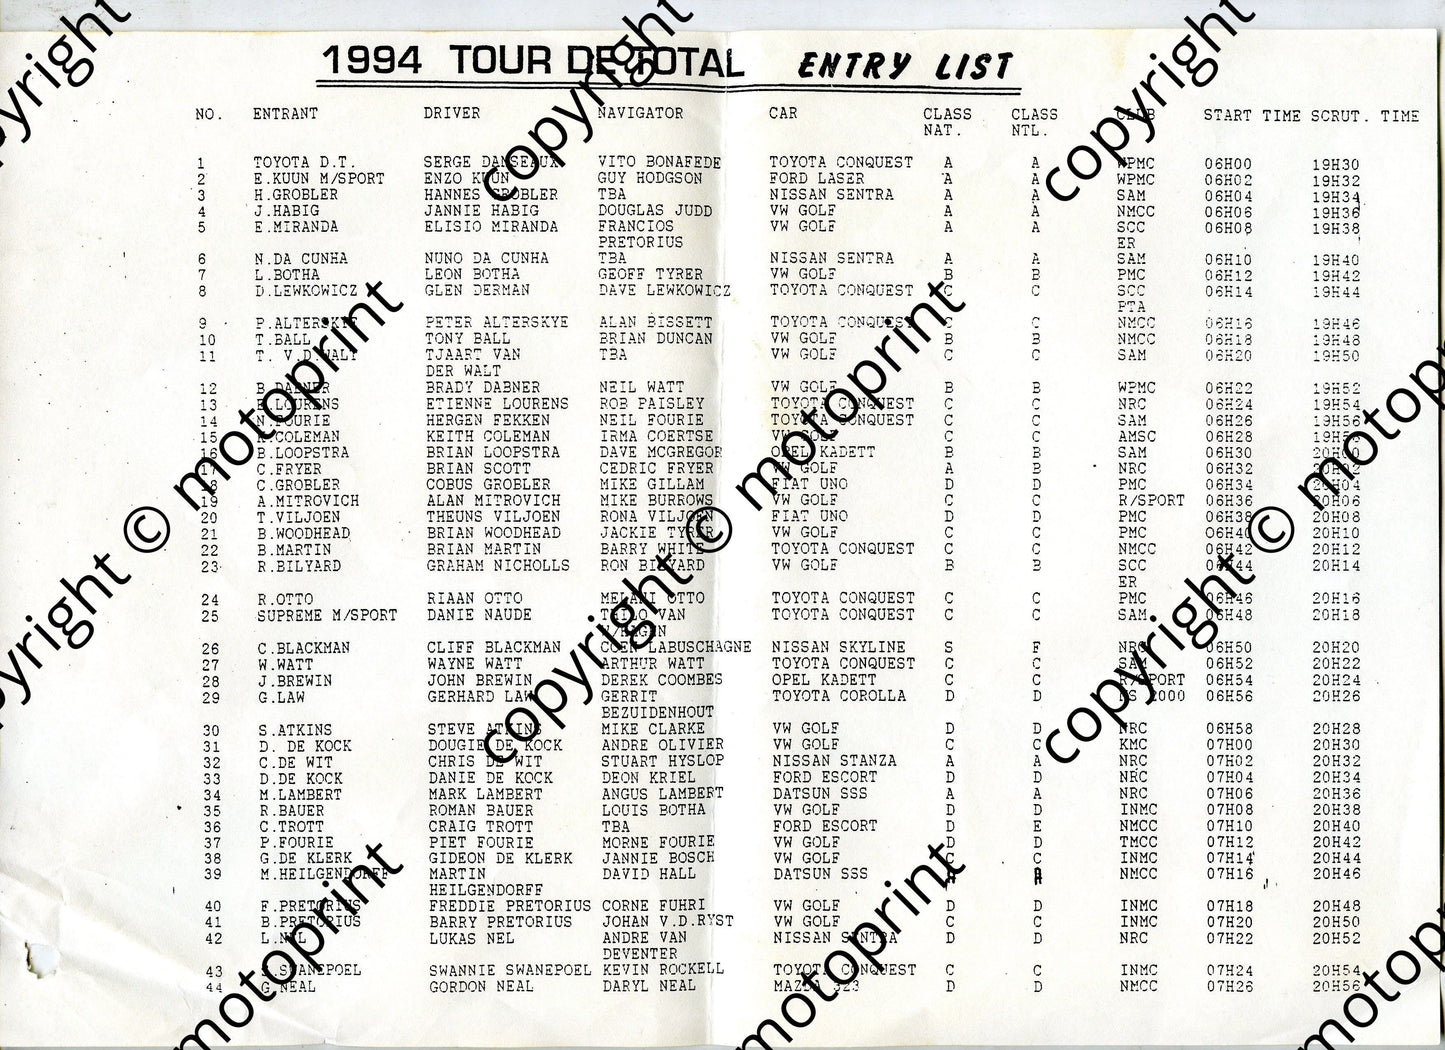 1994 TOUR DE TOTAL ENTRY LIST
NO. ENTRANT DRIVER NAVIGATOR CAR CLASS CLASS CLUB START TIME SCRUT. TIME
NAT. NTL.
1 TOYOTA D.T. SERGE DAMSEAUX VITO BONAFEDE TOYOTA CONQUEST A A WPMC 06H00 19H30
2 E.KUUN M/SPORT ENZO KUUN GUY HODGSON FORD LASER A A WPMC 06H02 19H32
3 H.GROBLER HANNES GROBLER TBA NISSAN SENTRA A A SAM 06H04 19H34
4 J.HABIG JANNIE HABIG DOUGLAS JUDD VW GOLF A A NMCC 06H06 19H36
5 E.MIRANDA ELISIO MIRANDA FRANCIOS VW GOLF A A SCC 06H08 19H38
PRETORIUS ER
6 N.DA CUNHA NUNO DA CUNHA TBA NISSAN SENTRA A A SAM 06H10 19H40
7 L.BOTHA LEON BOTHA GEOFF TYRER VW GOLF B B PMC 06H12 19H42
8 D.LEWKOWICZ GLEN DERMAN DAVE LEWKOWICZ TOYOTA CONQUEST C C SCC 06H14 19H44
PTA
9 P.ALTERSKYE PETER ALTERSKYE ALAN BISSETT TOYOTA CONQUEST C C NMCC 06H16 19H46
10 T.BALL TONY BALL BRIAN DUNCAN VW GOLF B B NMCC 06H18 19H48
11 T. V.D.WALT TJAART VAN TBA VW GOLF C C SAM 06H20 19H50
DER WALT
12 B.DABNER BRADY DABNER NEIL WATT VW GOLF B B WPMC 06H22 19H52
13 E.LOURENS ETIENNE LOURENS ROB PAISLEY TOYOTA CONQUEST C C NRC 06H24 19H54
14 N.FOURIE HERGEN FEKKEN NEIL FOURIE TOYOTA CONQUEST C C SAM 06H26 19H56
15 K.COLEMAN KEITH COLEMAN IRMA COERTSE VW GOLF C C AMSC 06H28 19H58
16 B.LOOPSTRA BRIAN LOOPSTRA DAVE MCGREGOR OPEL KADETT B B SAM 06H30 20H00
17 C.FRYER BRIAN SCOTT CEDRIC FRYER VW GOLF A B NRC 06H32 20H02
18 C.GROBLER COBUS GROBLER MIKE GILLAM FIAT UNO D D PMC 06H34 20H04
19 A.MITROVICH ALAN MITROVICH MIKE BURROWS VW GOLF C C R/SPORT 06H36 20H06
20 T.VILJOEN THEUNS VILJOEN RONA VILJOEN FIAT UNO D D PMC 06H38 20H08
21 B.WOODHEAD BRIAN WOODHEAD JACKIE TYRER VW GOLF C C PMC 06H40 20H10
22 B.MARTIN BRIAN MARTIN BARRY WHITE TOYOTA CONQUEST C C NMCC 06H42 20H12
23 R.BILYARD GRAHAM NICHOLLS RON BILYARD VW GOLF B B SCC 06H44 20H14
ER
24 R.OTTO RIAAN OTTO MELANI OTTO TOYOTA CONQUEST C C PMC 06H46 20H16
25 SUPREME M/SPORT DANIE NAUDE THILO VAN TOYOTA CONQUEST C C SAM 06H48 20H18
26 C.BLACKMAN CLIFF BLACKMAN COEN LABUSCHAGNE NISSAN SKYLINE S F NRC 06H50 20H20
27 W.WATT WAYNE WATT ARTHUR WATT TOYOTA CONQUEST C C SAM 06H52 20H22
28 J.BREWIN JOHN BREWIN DEREK COOMBES OPEL KADETT C C R/SPORT 06H54 20H24
29 G.LAW GERHARD LAW GERRIT TOYOTA COROLLA D D 06H56 20H26
BEZUIDENHOUT
30 S.ATKINS STEVE ATKINS MIKE CLARKE VW GOLF D D NRC 06H58 20H28
31 D. DE KOCK DOUGIE DE KOCK ANDRE OLIVIER VW GOLF C C KMC 07H00 20H30
32 C.DE WIT CHRIS DE WIT STUART HYSLOP NISSAN STANZA A A NRC 07H02 20H32
33 D.DE KOCK DANIE DE KOCK DEON KRIEL FORD ESCORT D D NRC 07H04 20H34
34 M.LAMBERT MARK LAMBERT ANGUS LAMBERT DATSUN SSS A A NRC 07H06 20H36
35 R.BAUER ROMAN BAUER LOUIS BOTHA VW GOLF D D INMC 07H08 20H38
36 C.TROTT CRAIG TROTT TBA FORD ESCORT D E NMCC 07H10 20H40
37 P.FOURIE PIET FOURIE MORNE FOURIE VW GOLF D D TMCC 07H12 20H42
38 G.DE KLERK GIDEON DE KLERK JANNIE BOSCH VW GOLF C C INMC 07H14 20H44
39 M.HEILGENDORFF MARTIN DAVID HALL DATSUN SSS A A NMCC 07H16 20H46
HEILGENDORFF
40 F.PRETORIUS FREDDIE PRETORIUS CORNE FUHRI VW GOLF D D INMC 07H18 20H48
41 B.PRETORIUS BARRY PRETORIUS JOHAN V.D.RYST VW GOLF C C INMC 07H20 20H50
42 L.NEL LUKAS NEL ANDRE VAN NISSAN SENTRA D D NRC 07H22 20H52
DEVENTER
43 S.SWANEPOEL SWANNIE SWANEPOEL KEVIN ROCKELL TOYOTA CONQUEST C C INMC 07H24 20H54
44 G.NEAL GORDON NEAL DARYL NEAL MAZDA 323 D D NMCC 07H26 20H56
copyright © motoprint
copyright © motoprint
copyright © motoprint
copyright © motoprint
copyright © motoprint
copyright © motoprint